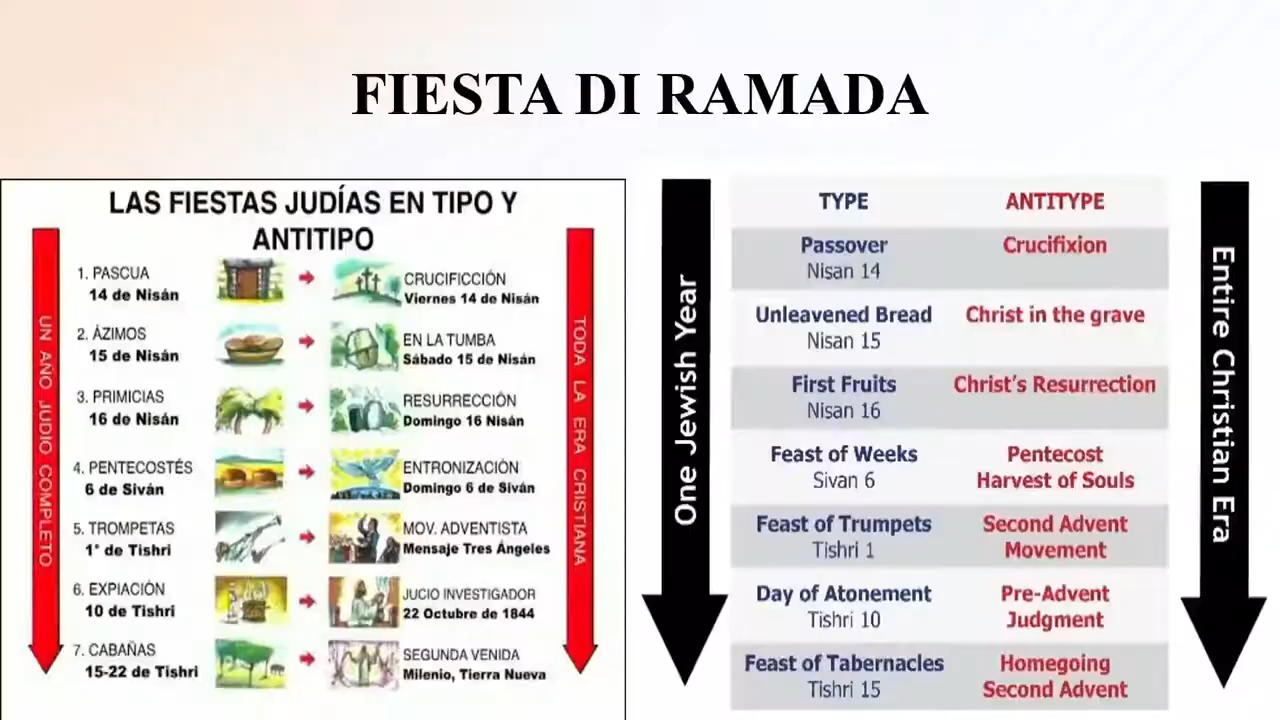 FIESTA DI RAMADA
LAS FIESTAS JUDÍAS EN TIPO Y
ANTITIPO
UN AÑO JUDIO COMPLETO
1. PASCUA
14 de Nisán
CRUCIFICCIÓN
Viernes 14 de Nisán
2. ÁZIMOS
15 de Nisán
EN LA TUMBA
Sábado 15 de Nisán
3. PRIMICIAS
16 de Nisán
RESURRECCIÓN
Domingo 16 Nisán
4. PENTECOSTÉS
6 de Siván
ENTRONIZACIÓN
Domingo 6 de Siván
5. TROMPETAS
1° de Tishri
MOV. ADVENTISTA
Mensaje Tres Ángeles
6. EXPIACIÓN
10 de Tishri
JUCIO INVESTIGADOR
22 Octubre de 1844
7. CABAÑAS
15-22 de Tishri
SEGUNDA VENIDA
Milenio, Tierra Nueva
TODA LA ERA CRISTIANA
One Jewish Year
TYPE
ANTITYPE
Passover
Nisan 14
Crucifixion
Unleavened Bread
Nisan 15
Christ in the grave
First Fruits
Nisan 16
Christ's Resurrection
Feast of Weeks
Sivan 6
Pentecost
Harvest of Souls
Feast of Trumpets
Tishri 1
Second Advent
Movement
Day of Atonement
Tishri 10
Pre-Advent
Judgment
Feast of Tabernacles
Tishri 15
Homegoing
Second Advent
Entire Christian Era